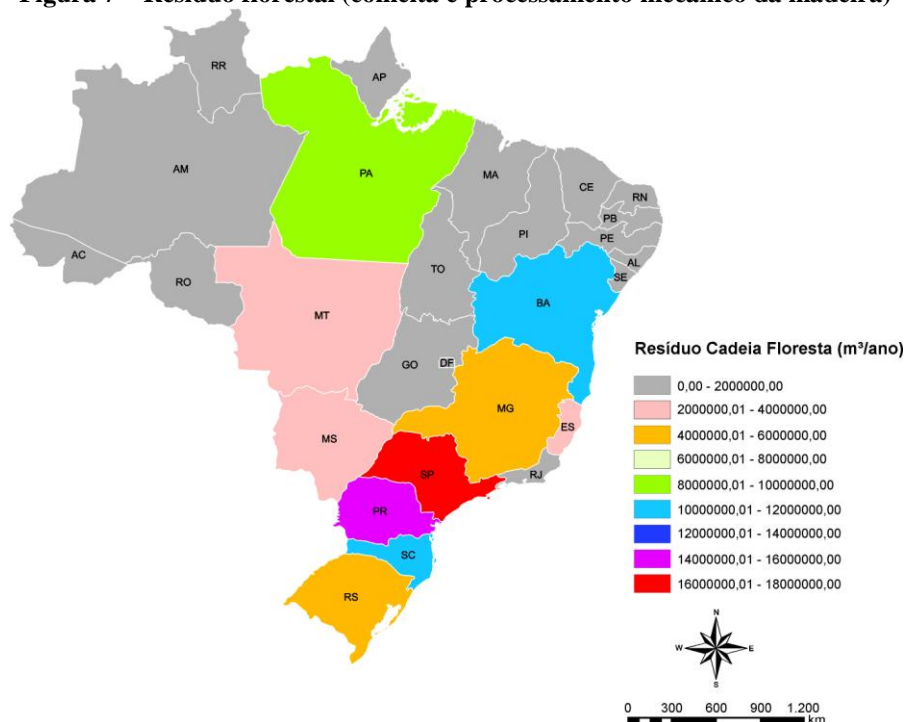 Figura 7 – Resíduo florestal (colheita e processamento mecânico da madeira)
RR
AP
AM
PA
MA
CE
RN
PB
PI
PE
AC
AL
TO
SE
RO
BA
MT
Resíduo Cadeia Floresta (m³/ano)
GO
DF
0,00 - 2000000,00
2000000,01 - 4000000,00
MG
ES
4000000,01 - 6000000,00
MS
6000000,01 - 8000000,00
SP
RJ
8000000,01 - 10000000,00
PR
10000000,01 - 12000000,00
12000000,01 - 14000000,00
SC
14000000,01 - 16000000,00
16000000,01 - 18000000,00
RS
N
W
E
S
0 300 600 900 1.200
km